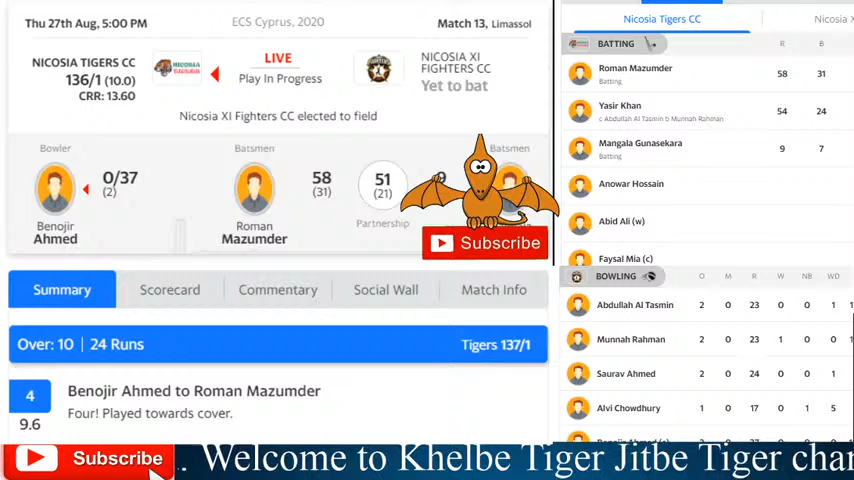 Thu 27th Aug, 5:00 PM
ECS Cyprus, 2020
Match 13, Limassol
NICOSIA TIGERS CC
136/1 (10.0)
CRR: 13.60
LIVE
Play In Progress
NICOSIA XI
FIGHTERS CC
Yet to bat
Nicosia XI Fighters CC elected to field
Bowler
Batsmen
Batsmen
0/37
(2)
58
(31)
51
(21)
Partnership
Benojir
Ahmed
Roman
Mazumder
Subscribe
Summary
Scorecard
Commentary
Social Wall
Match Info
Over: 10 | 24 Runs
Tigers 137/1
4
9.6
Benojir Ahmed to Roman Mazumder
Four! Played towards cover.
Nicosia Tigers CC
Nicosia X
BATTING R B
Roman Mazumder 58 31
Batting
Yasir Khan 54 24
c Abdullah Al Tasmin b Munnah Rahman
Mangala Gunasekara 9 7
Batting
Anowar Hossain
Abid Ali (w)
Faysal Mia (c)
BOWLING O M R W NB WD
Abdullah Al Tasmin 2 0 23 0 0 1
Munnah Rahman 2 0 23 1 0 0
Saurav Ahmed 2 0 24 0 0 1
Alvi Chowdhury 1 0 17 0 1 5
Subscribe
.. Welcome to Khelbe Tiger Jitbe Tiger char